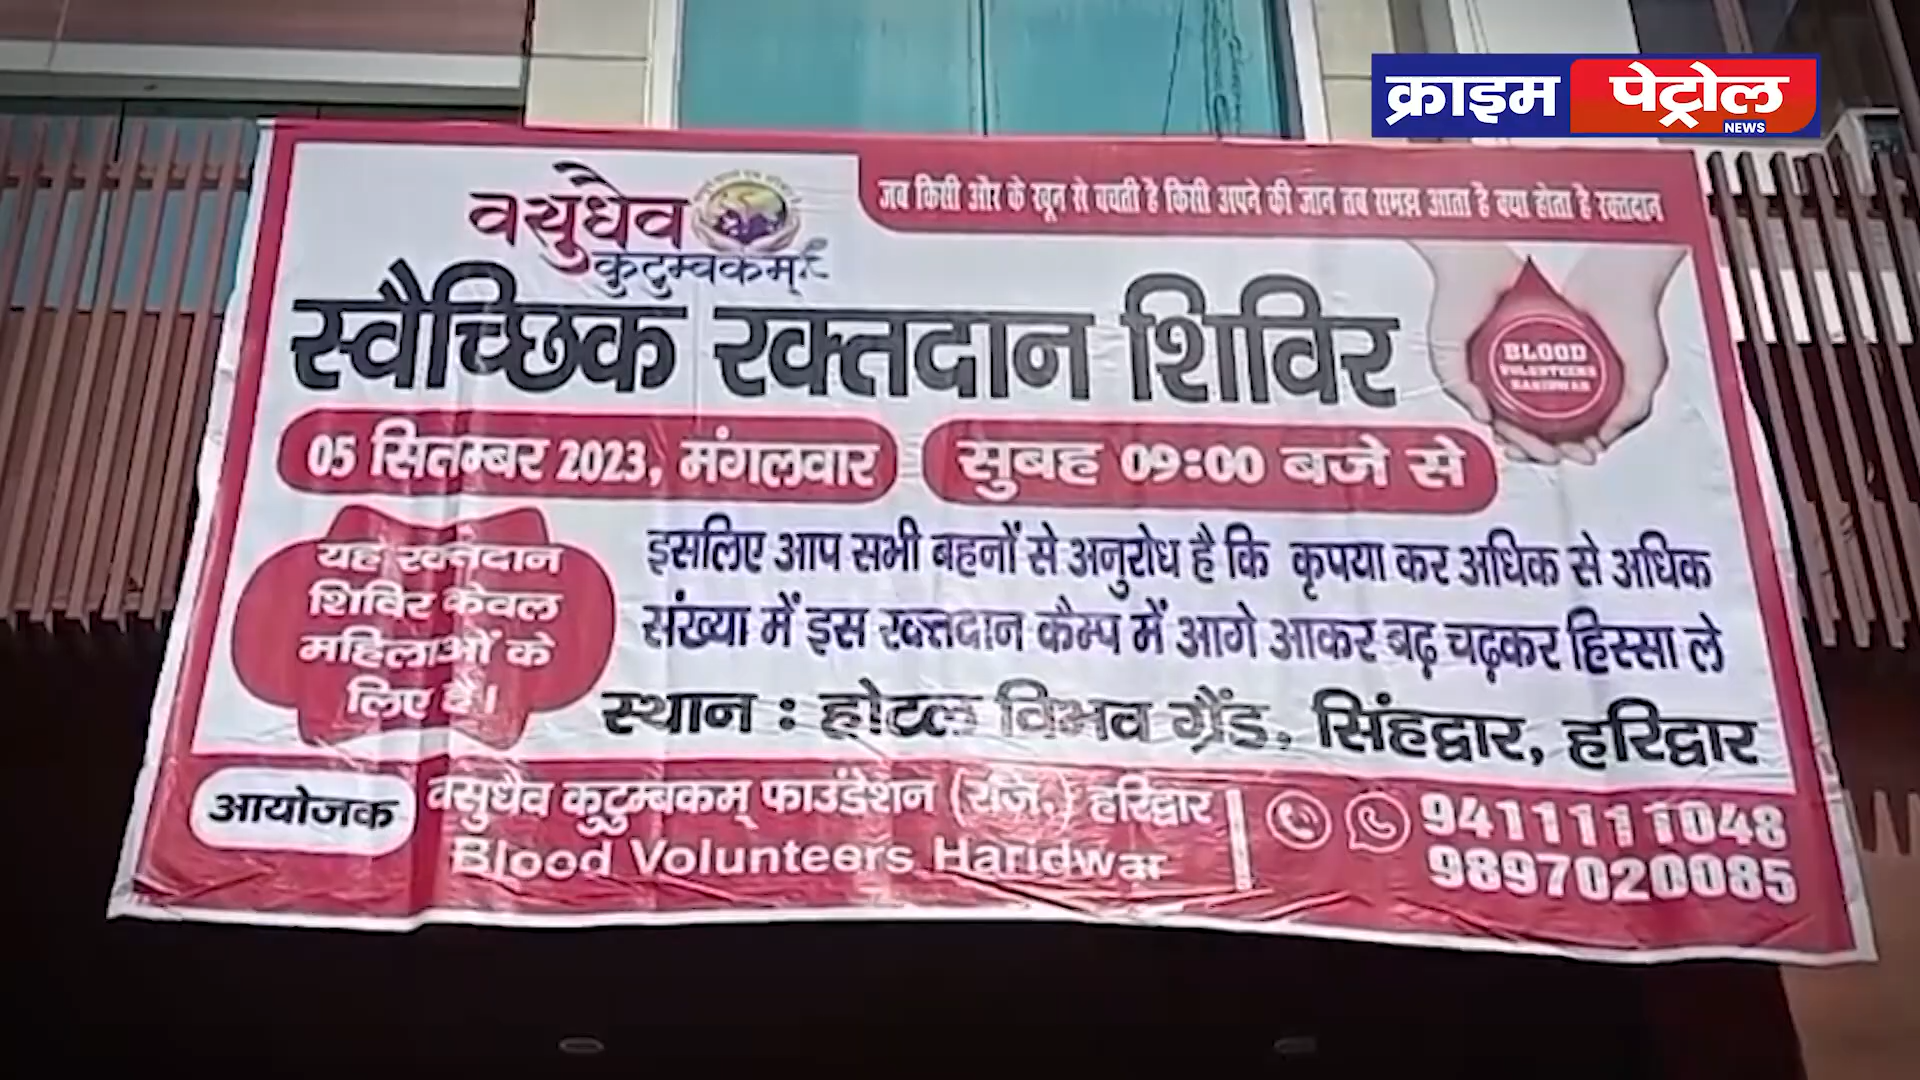 क्राइम पेट्रोल
NEWS
जब किसी और के खून से बचती है किसी अपने की जान तब समझ आता है क्या होता है रक्तदान
वसुधैव
कुटुम्बकम्
स्वैच्छिक रक्तदान शिविर
BLOOD
VOLUNTEERS
HARIDWAR
05 सितम्बर 2023, मंगलवार
सुबह 09:00 बजे से
यह रक्तदान
शिविर केवल
महिलाओं के
लिए है।
इसलिए आप सभी बहनों से अनुरोध है कि कृपया कर अधिक से अधिक
संख्या में इस रक्तदान कैम्प में आगे आकर बढ़ चढ़कर हिस्सा ले
स्थान : होटल विभव ग्रैंड, सिंहद्वार, हरिद्वार
आयोजक
वसुधैव कुटुम्बकम् फाउंडेशन (रजि.) हरिद्वार
Blood Volunteers Haridwar
9411111048
9897020085